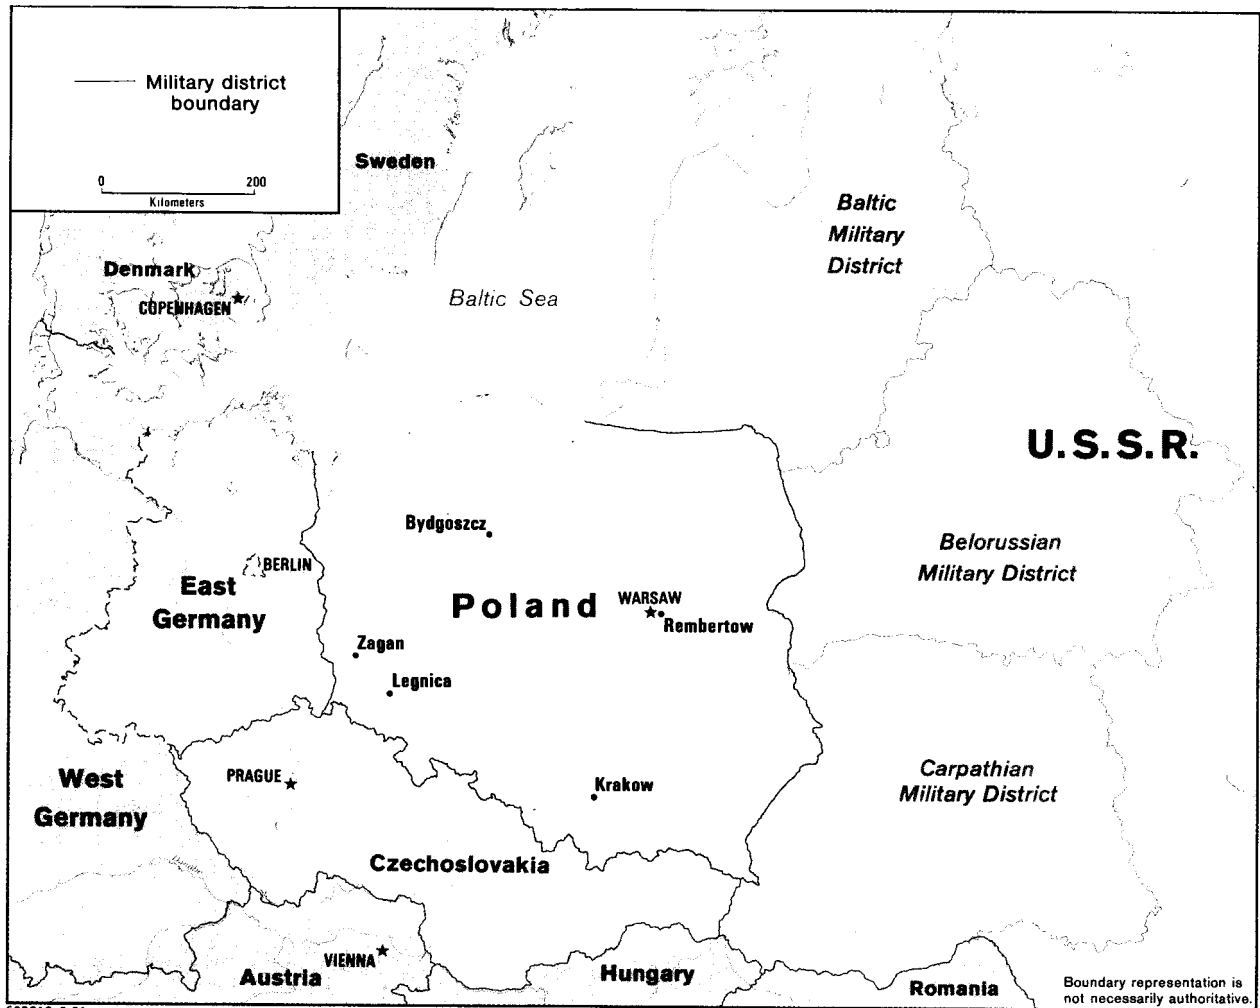 Military district
boundary
0 200
Kilometers
Sweden
Baltic
Military
District
Denmark
COPENHAGEN
Baltic Sea
U.S.S.R.
Bydgoszcz
BERLIN
Belorussian
Military District
East
Germany
Poland
WARSAW
Rembertow
Zagan
Legnica
West
Germany
PRAGUE
Krakow
Carpathian
Military District
Czechoslovakia
VIENNA
Austria
Hungary
Romania
Boundary representation is
not necessarily authoritative.